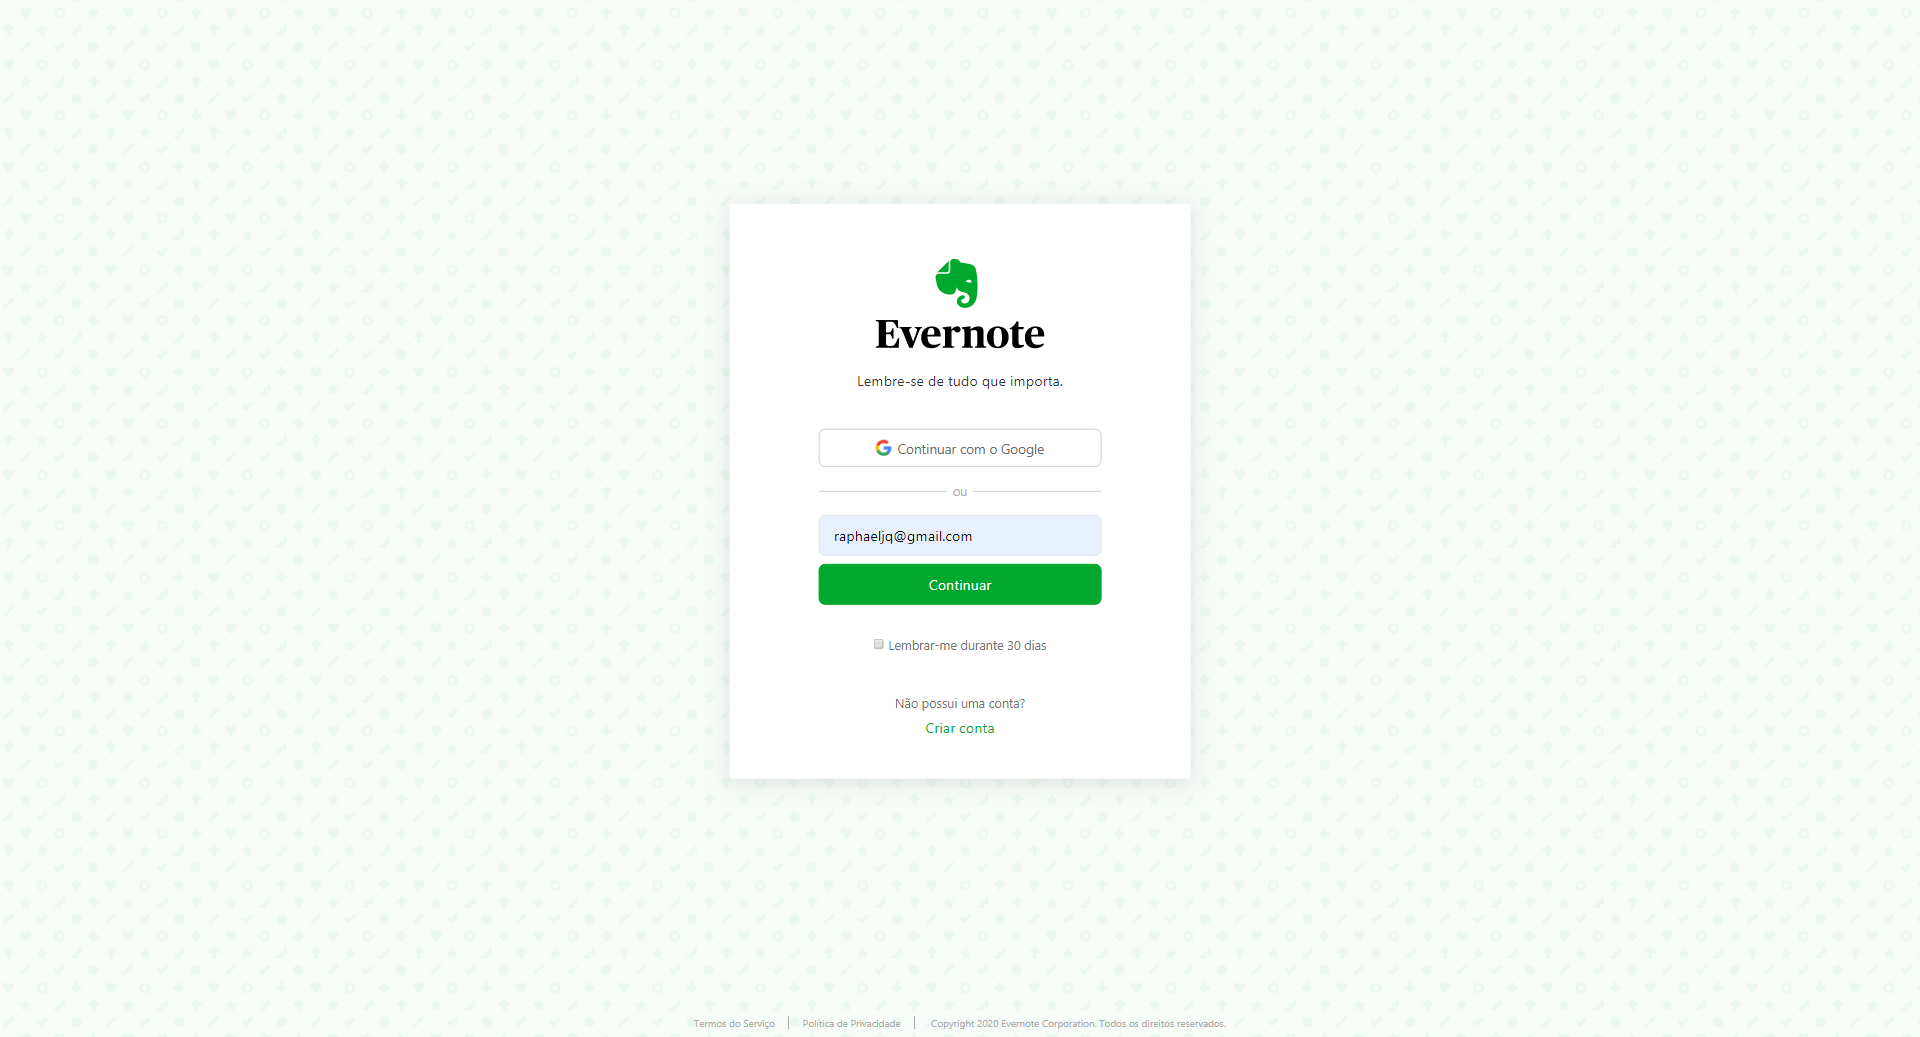 Evernote
Lembre-se de tudo que importa.
Continuar com o Google
ou
raphaeljq@gmail.com
Continuar
Lembrar-me durante 30 dias
Não possui uma conta?
Criar conta
Termos do Serviço | Política de Privacidade | Copyright 2020 Evernote Corporation. Todos os direitos reservados.